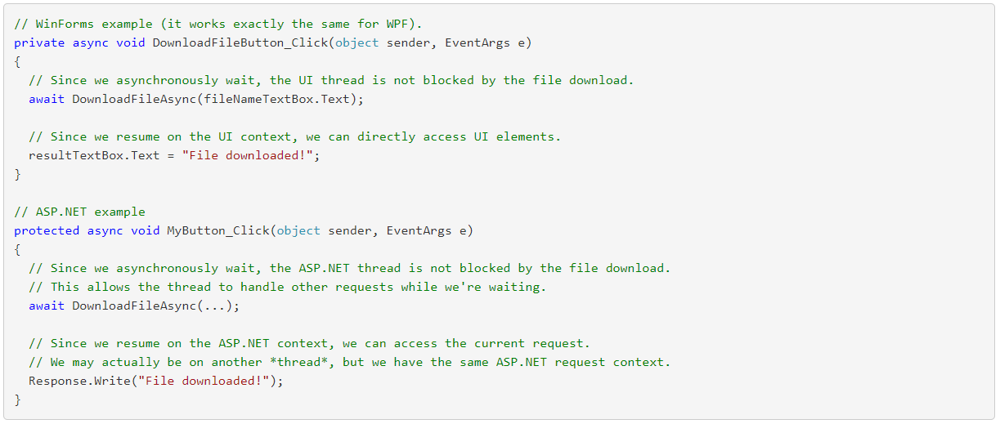 // WinForms example (it works exactly the same for WPF).
private async void DownloadFileButton_Click(object sender, EventArgs e)
{
  // Since we asynchronously wait, the UI thread is not blocked by the file download.
  await DownloadFileAsync(fileNameTextBox.Text);

  // Since we resume on the UI context, we can directly access UI elements.
  resultTextBox.Text = "File downloaded!";
}

// ASP.NET example
protected async void MyButton_Click(object sender, EventArgs e)
{
  // Since we asynchronously wait, the ASP.NET thread is not blocked by the file download.
  // This allows the thread to handle other requests while we're waiting.
  await DownloadFileAsync(...);

  // Since we resume on the ASP.NET context, we can access the current request.
  // We may actually be on another *thread*, but we have the same ASP.NET request context.
  Response.Write("File downloaded!");
}